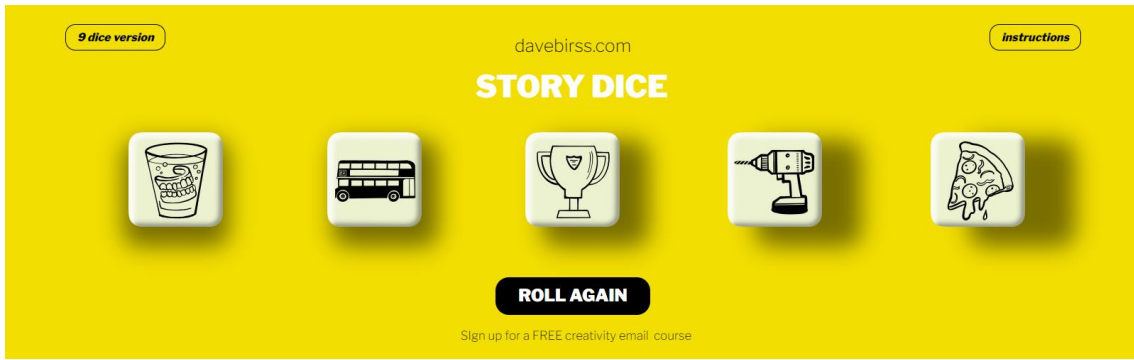 9 dice version
instructions
davebirss.com
STORY DICE
ROLL AGAIN
SIgn up for a FREE creativity email course